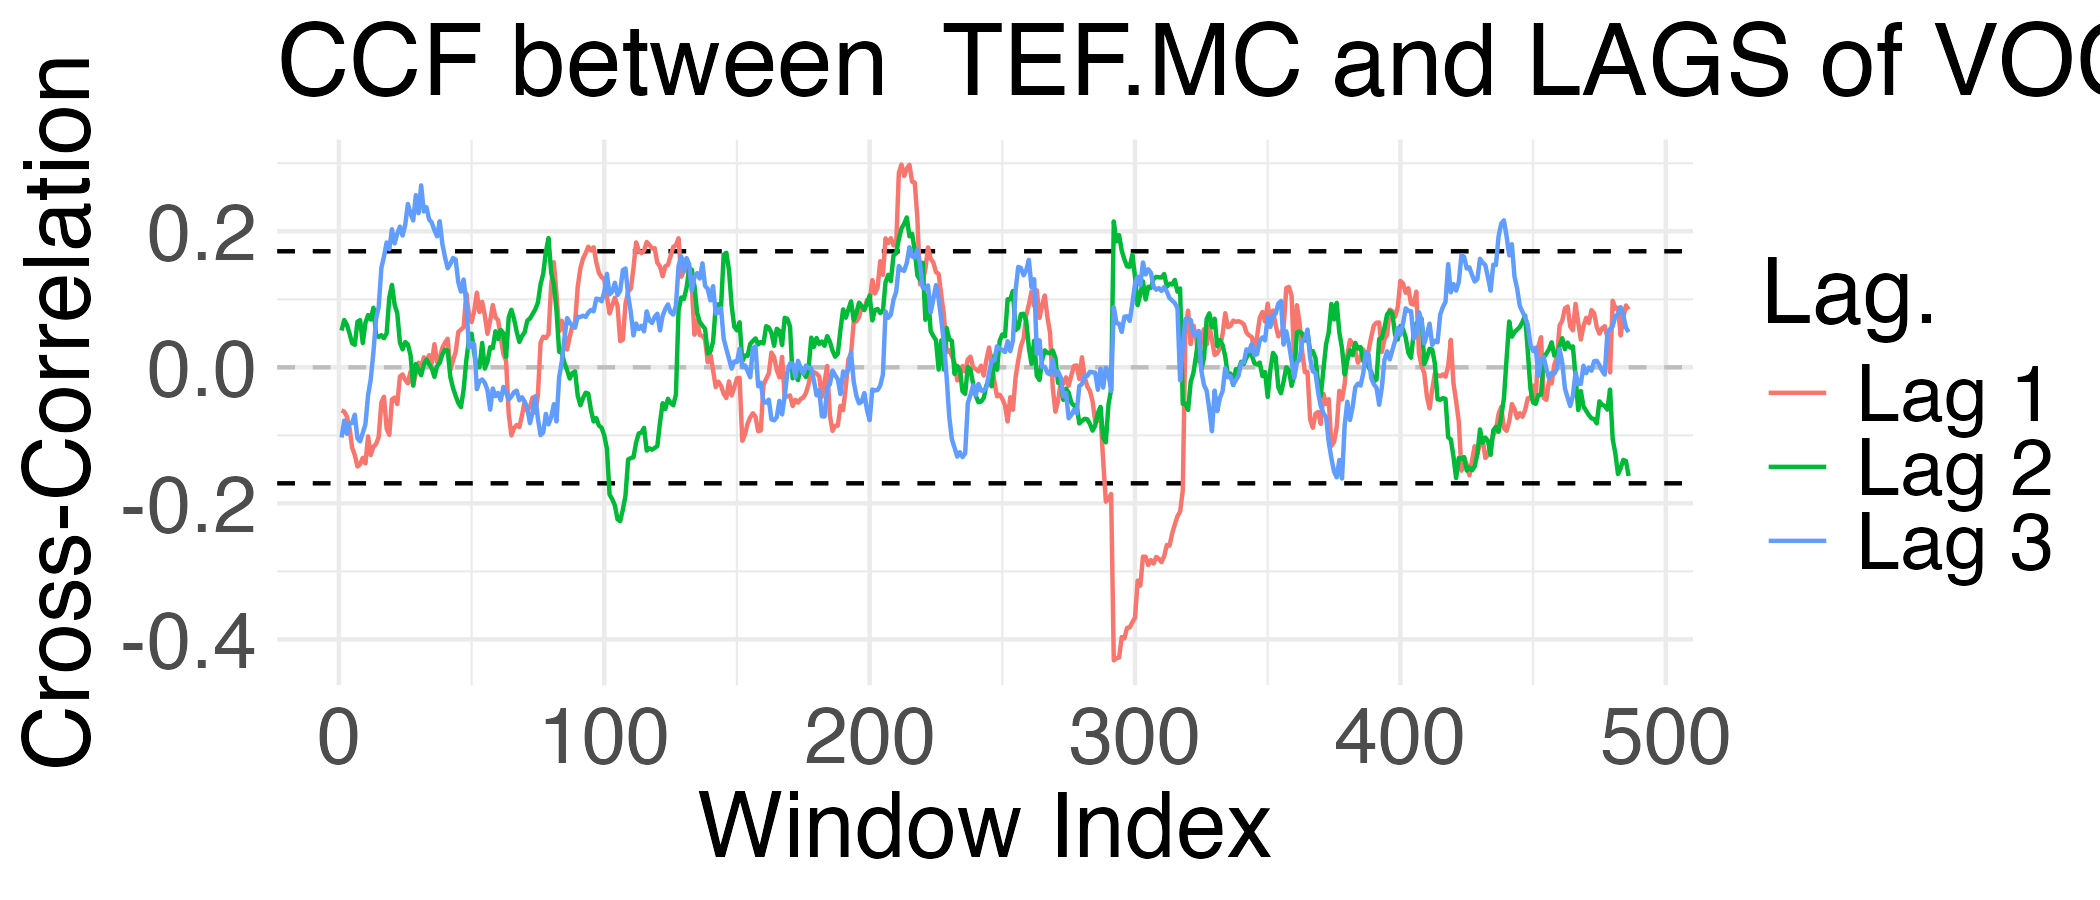 CCF between TEF.MC and LAGS of VO
Cross-Correlation
0.2
0.0
-0.2
-0.4
0
100
200
300
400
500
Window Index
Lag.
Lag 1
Lag 2
Lag 3